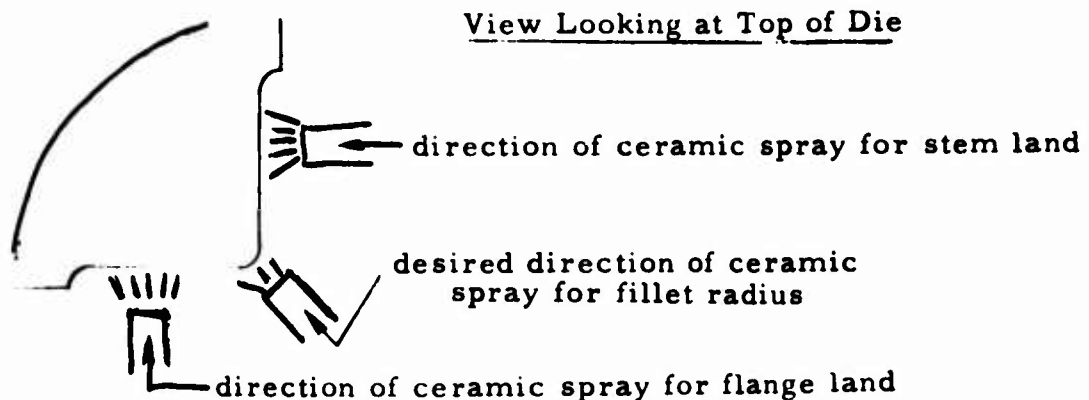 View Looking at Top of Die
direction of ceramic spray for stem land
desired direction of ceramic
spray for fillet radius
direction of ceramic spray for flange land